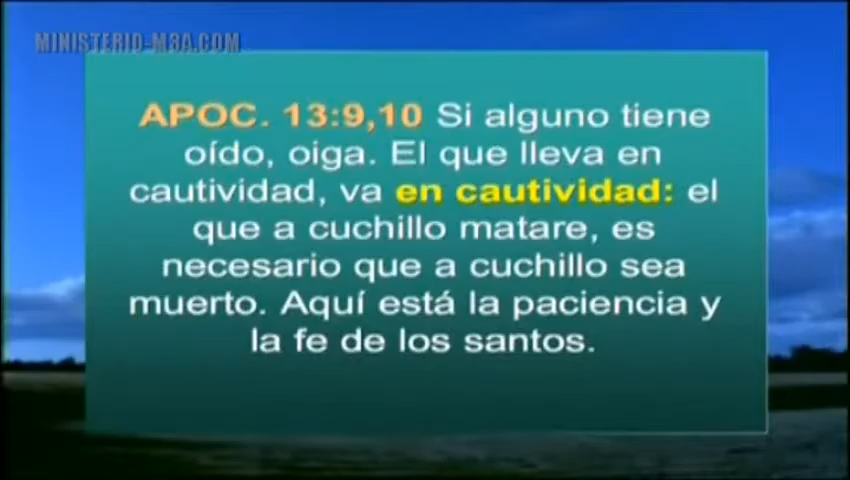 MINISTERIO-M3A.COM
APOC. 13:9,10 Si alguno tiene
oído, oiga. El que lleva en
cautividad, va en cautividad: el
que a cuchillo matare, es
necesario que a cuchillo sea
muerto. Aquí está la paciencia y
la fe de los santos.